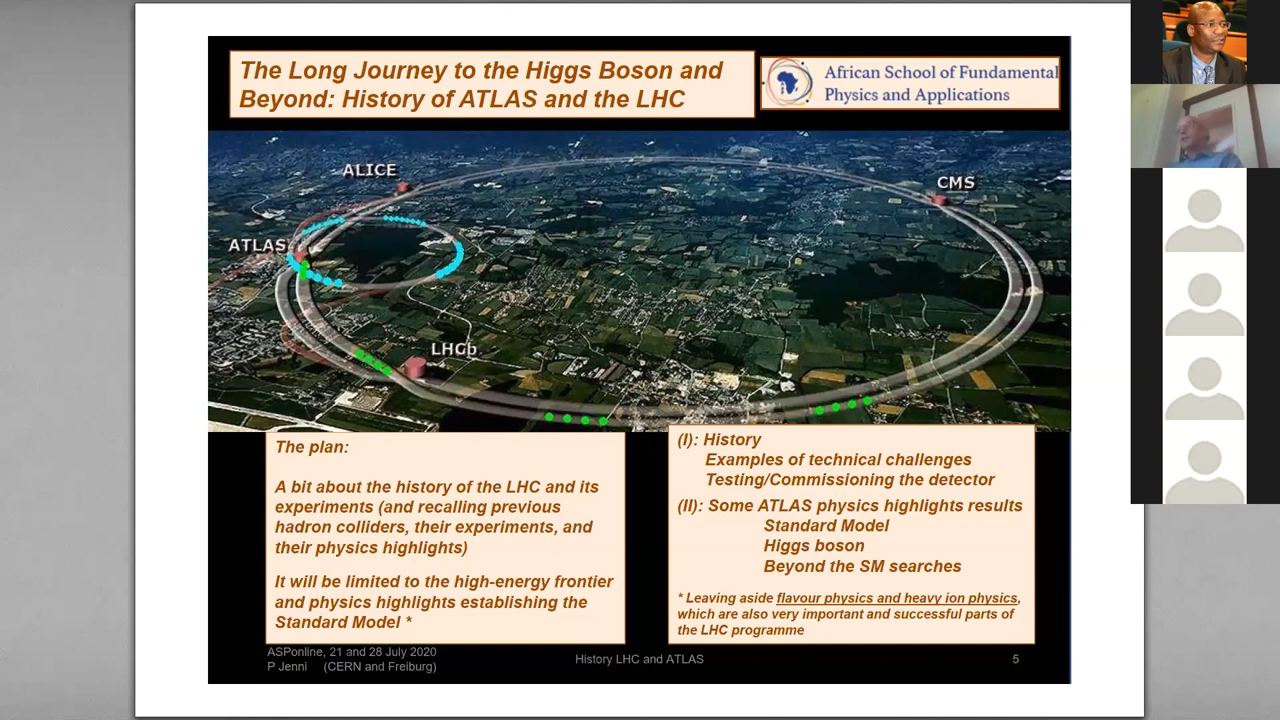 The Long Journey to the Higgs Boson and
Beyond: History of ATLAS and the LHC
African School of Fundamental
Physics and Applications
ALICE
CMS
ATLAS
LHCb
The plan:
A bit about the history of the LHC and its
experiments (and recalling previous
hadron colliders, their experiments, and
their physics highlights)
It will be limited to the high-energy frontier
and physics highlights establishing the
Standard Model *
(I): History
Examples of technical challenges
Testing/Commissioning the detector
(II): Some ATLAS physics highlights results
Standard Model
Higgs boson
Beyond the SM searches
* Leaving aside flavour physics and heavy ion physics,
which are also very important and successful parts of
the LHC programme
ASPonline, 21 and 28 July 2020
P Jenni (CERN and Freiburg)
History LHC and ATLAS
5